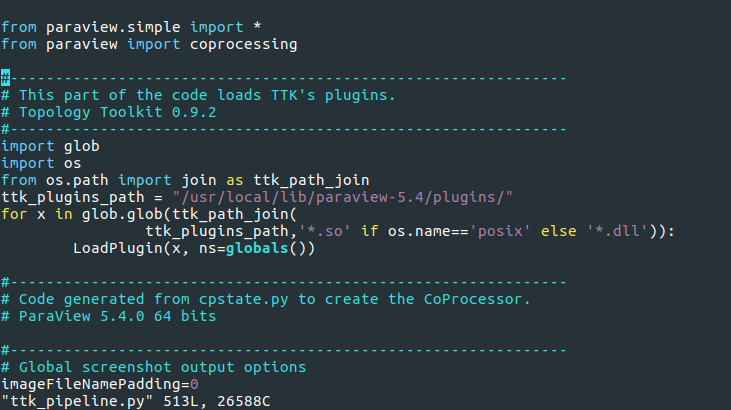 from paraview.simple import *
from paraview import coprocessing
#--------------------------------------------------------------
# This part of the code loads TTK's plugins.
# Topology Toolkit 0.9.2
#--------------------------------------------------------------
import glob
import os
from os.path import join as ttk_path_join
ttk_plugins_path = "/usr/local/lib/paraview-5.4/plugins/"
for x in glob.glob(ttk_path_join(
                ttk_plugins_path,'*.so' if os.name=='posix' else '*.dll')):
        LoadPlugin(x, ns=globals())
#--------------------------------------------------------------
# Code generated from cpstate.py to create the CoProcessor.
# ParaView 5.4.0 64 bits
#--------------------------------------------------------------
# Global screenshot output options
imageFileNamePadding=0
"ttk_pipeline.py" 513L, 26588C